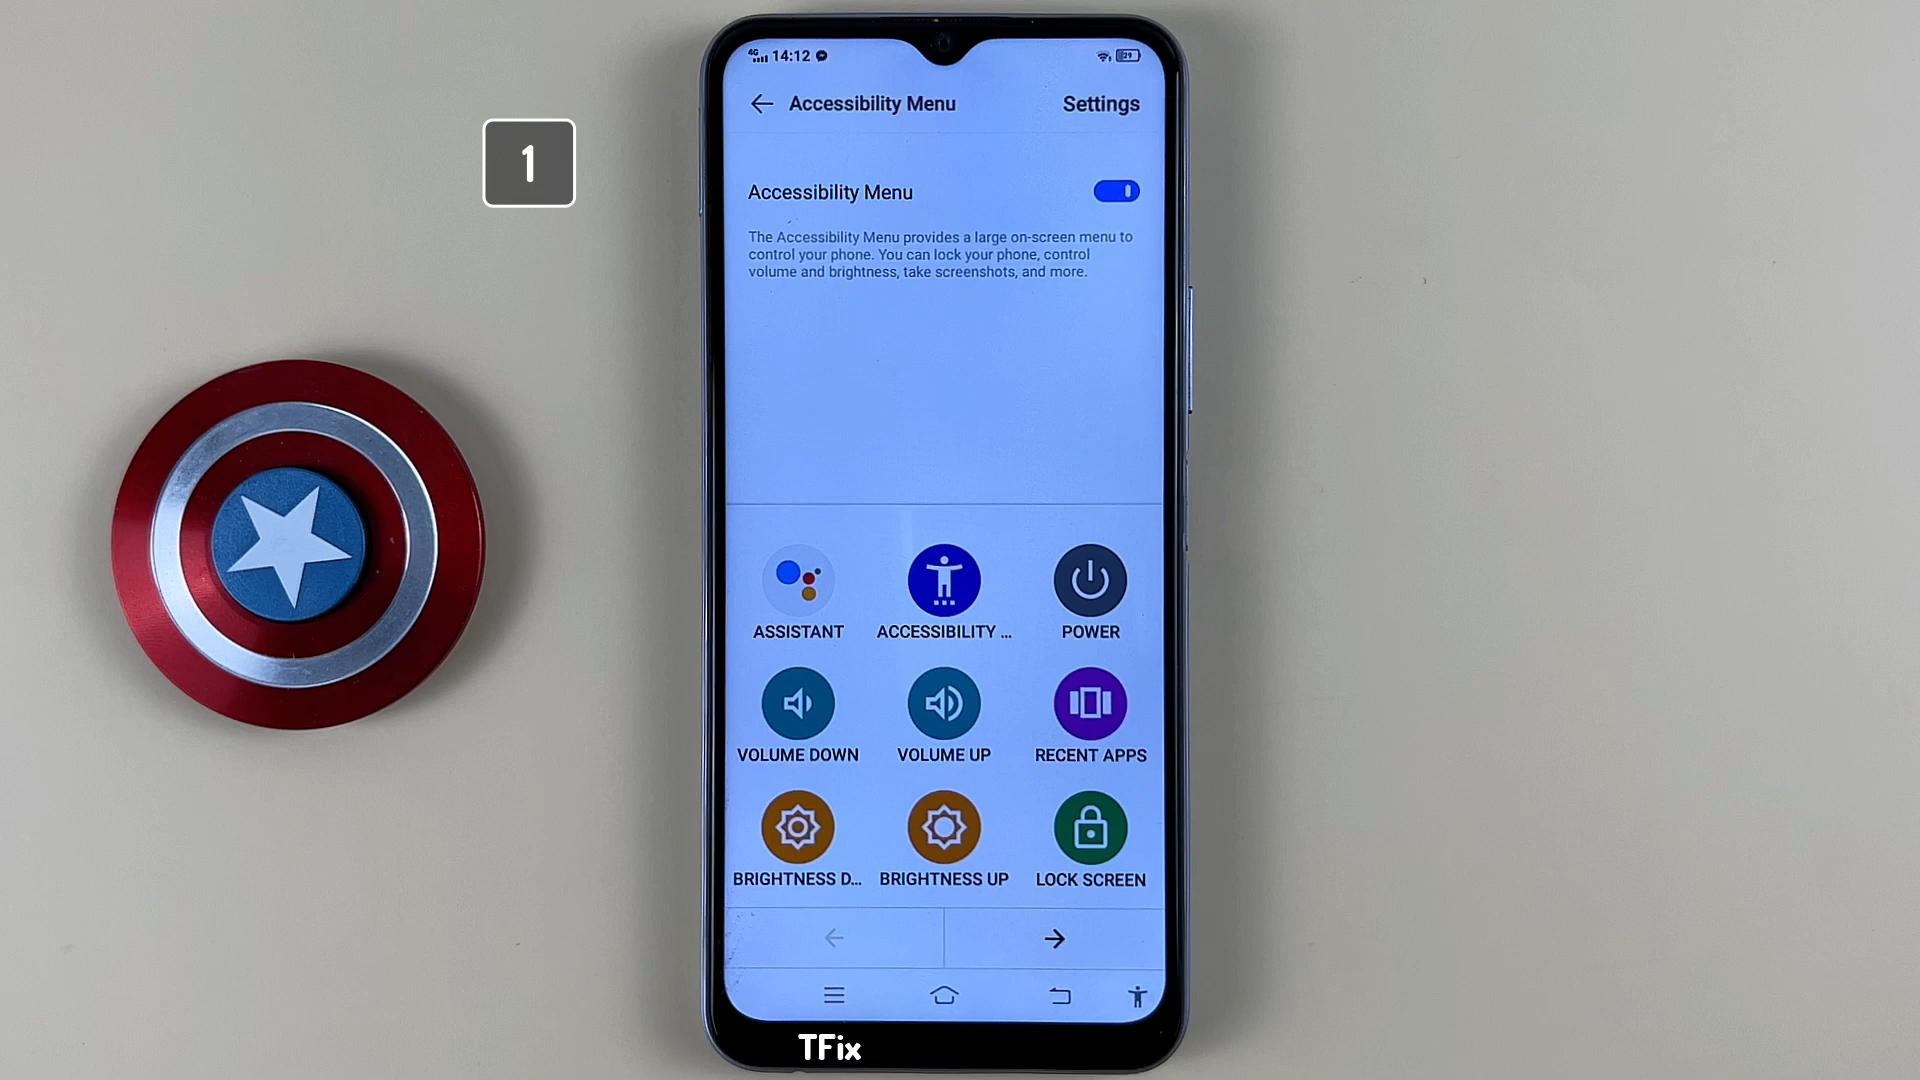 1
4G 14:12 29
Accessibility Menu Settings
Accessibility Menu
The Accessibility Menu provides a large on-screen menu to
control your phone. You can lock your phone, control
volume and brightness, take screenshots, and more.
ASSISTANT ACCESSIBILITY ... POWER
VOLUME DOWN VOLUME UP RECENT APPS
BRIGHTNESS D... BRIGHTNESS UP LOCK SCREEN
TFix